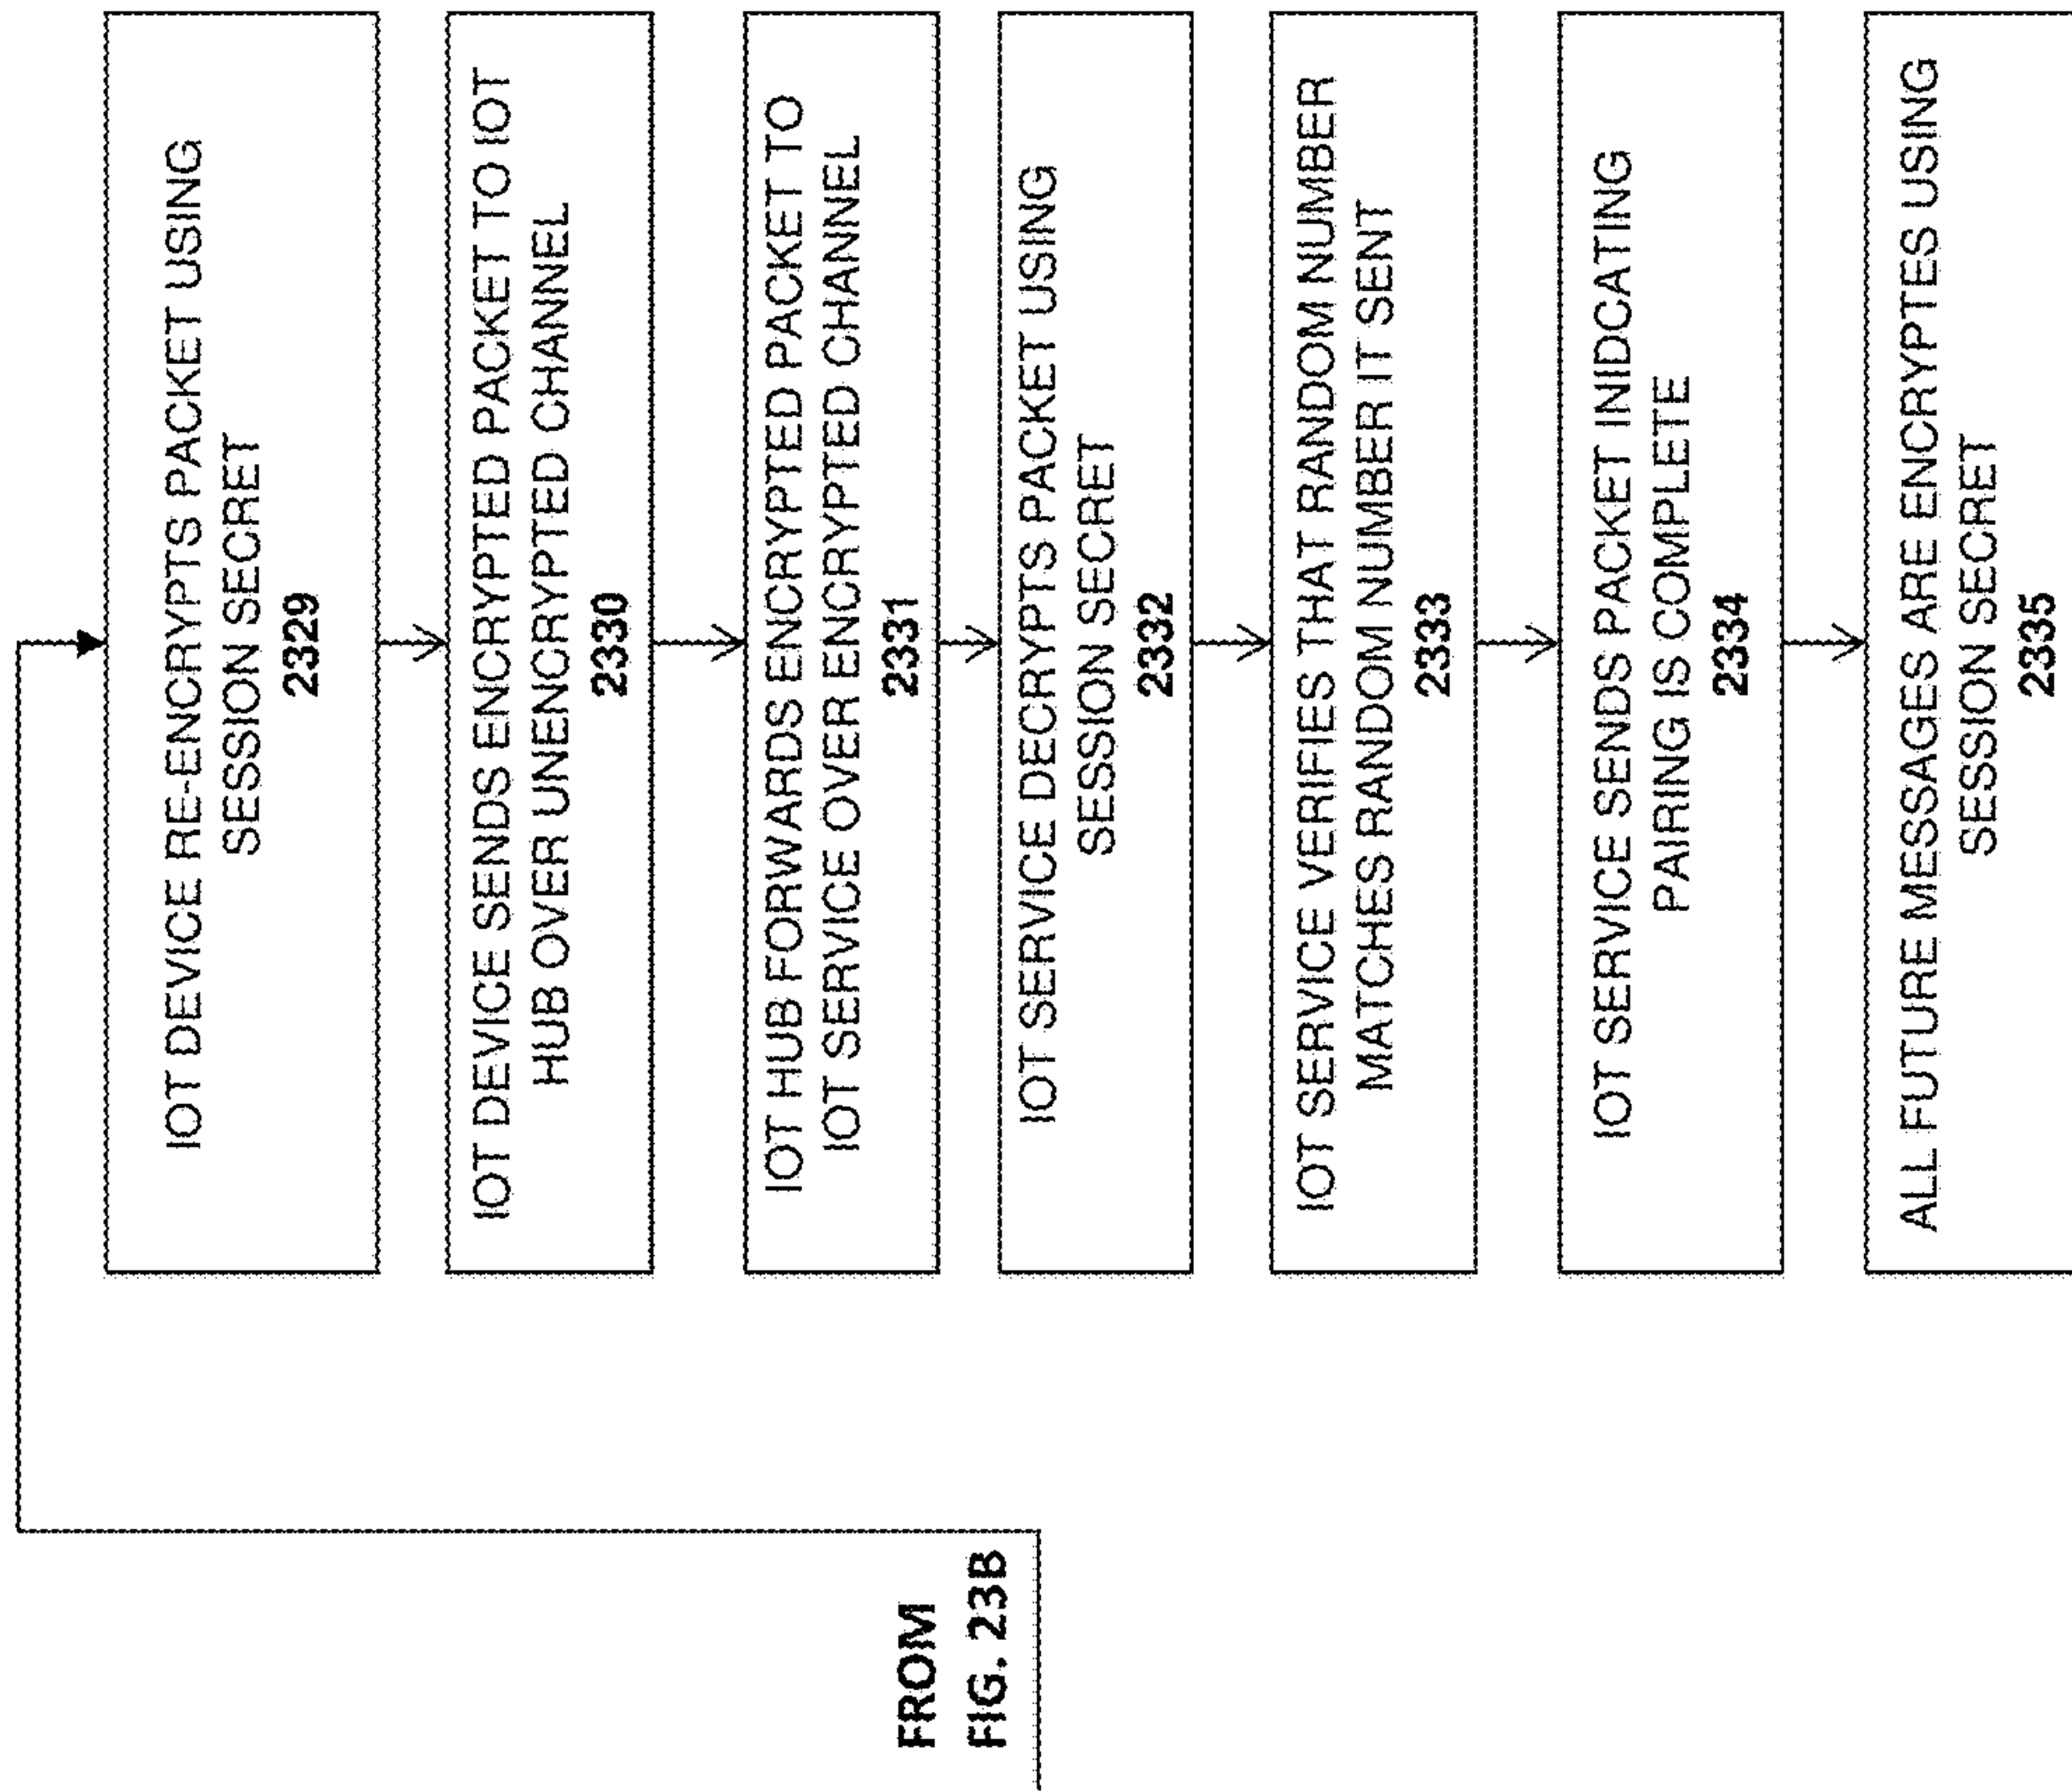 FROM
FIG. 23B
IOT DEVICE RE-ENCRYPTS PACKET USING
SESSION SECRET
2329
IOT DEVICE SENDS ENCRYPTED PACKET TO IOT
HUB OVER UNENCRYPTED CHANNEL
2330
IOT HUB FORWARDS ENCRYPTED PACKET TO
IOT SERVICE OVER ENCRYPTED CHANNEL
2331
IOT SERVICE DECRYPTS PACKET USING
SESSION SECRET
2332
IOT SERVICE VERIFIES THAT RANDOM NUMBER
MATCHES RANDOM NUMBER IT SENT
2333
IOT SERVICE SENDS PACKET INIDCATING
PAIRING IS COMPLETE
2334
ALL FUTURE MESSAGES ARE ENCRYPTES USING
SESSION SECRET
2335